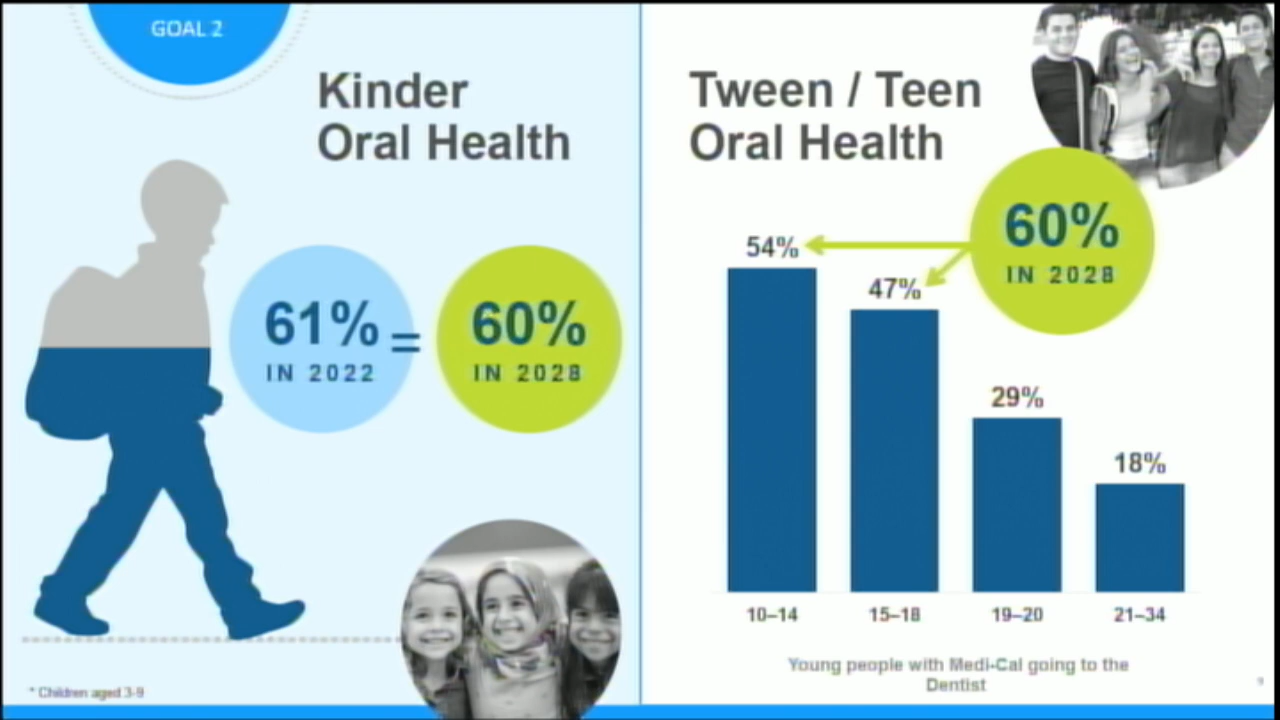 GOAL 2
Kinder
Oral Health
61%
IN 2022
=
60%
IN 2028
* Children aged 3-9
Tween / Teen
Oral Health
60%
IN 2028
54%
47%
29%
18%
10–14
15–18
19–20
21–34
Young people with Medi-Cal going to the
Dentist
9